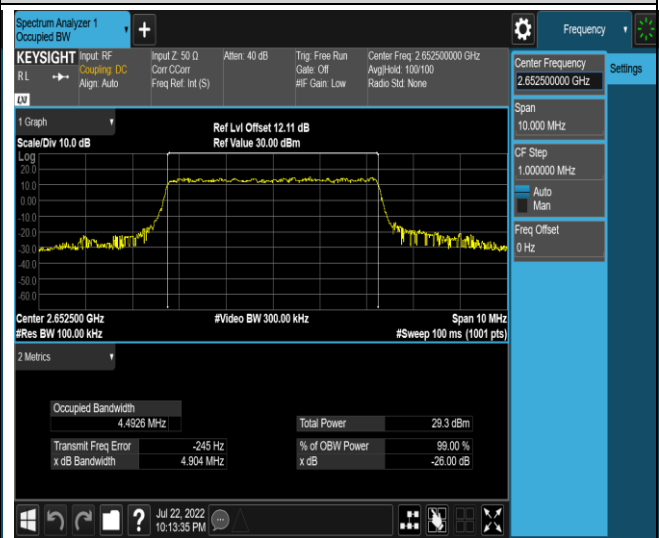 Spectrum Analyzer 1
Occupied BW
+
Frequency
KEYSIGHT
RL
LXI
Input: RF
Coupling: DC
Align: Auto
Input Z: 50 Ω
Corr CCorr
Freq Ref: Int (S)
Atten: 40 dB
Trig: Free Run
Gate: Off
#IF Gain: Low
Center Freq: 2.652500000 GHz
Avg|Hold: 100/100
Radio Std: None
Center Frequency
2.652500000 GHz
Settings
Span
10.000 MHz
CF Step
1.000000 MHz
Auto
Man
Freq Offset
0 Hz
1 Graph
Scale/Div 10.0 dB
Ref Lvl Offset 12.11 dB
Ref Value 30.00 dBm
Log
20.0
10.0
0.00
-10.0
-20.0
-30.0
-40.0
-50.0
-60.0
Center 2.652500 GHz
#Res BW 100.00 kHz
#Video BW 300.00 kHz
Span 10 MHz
#Sweep 100 ms (1001 pts)
2 Metrics
Occupied Bandwidth
4.4926 MHz
Total Power 29.3 dBm
Transmit Freq Error -245 Hz
% of OBW Power 99.00 %
x dB Bandwidth 4.904 MHz
x dB -26.00 dB
?
Jul 22, 2022
10:13:35 PM